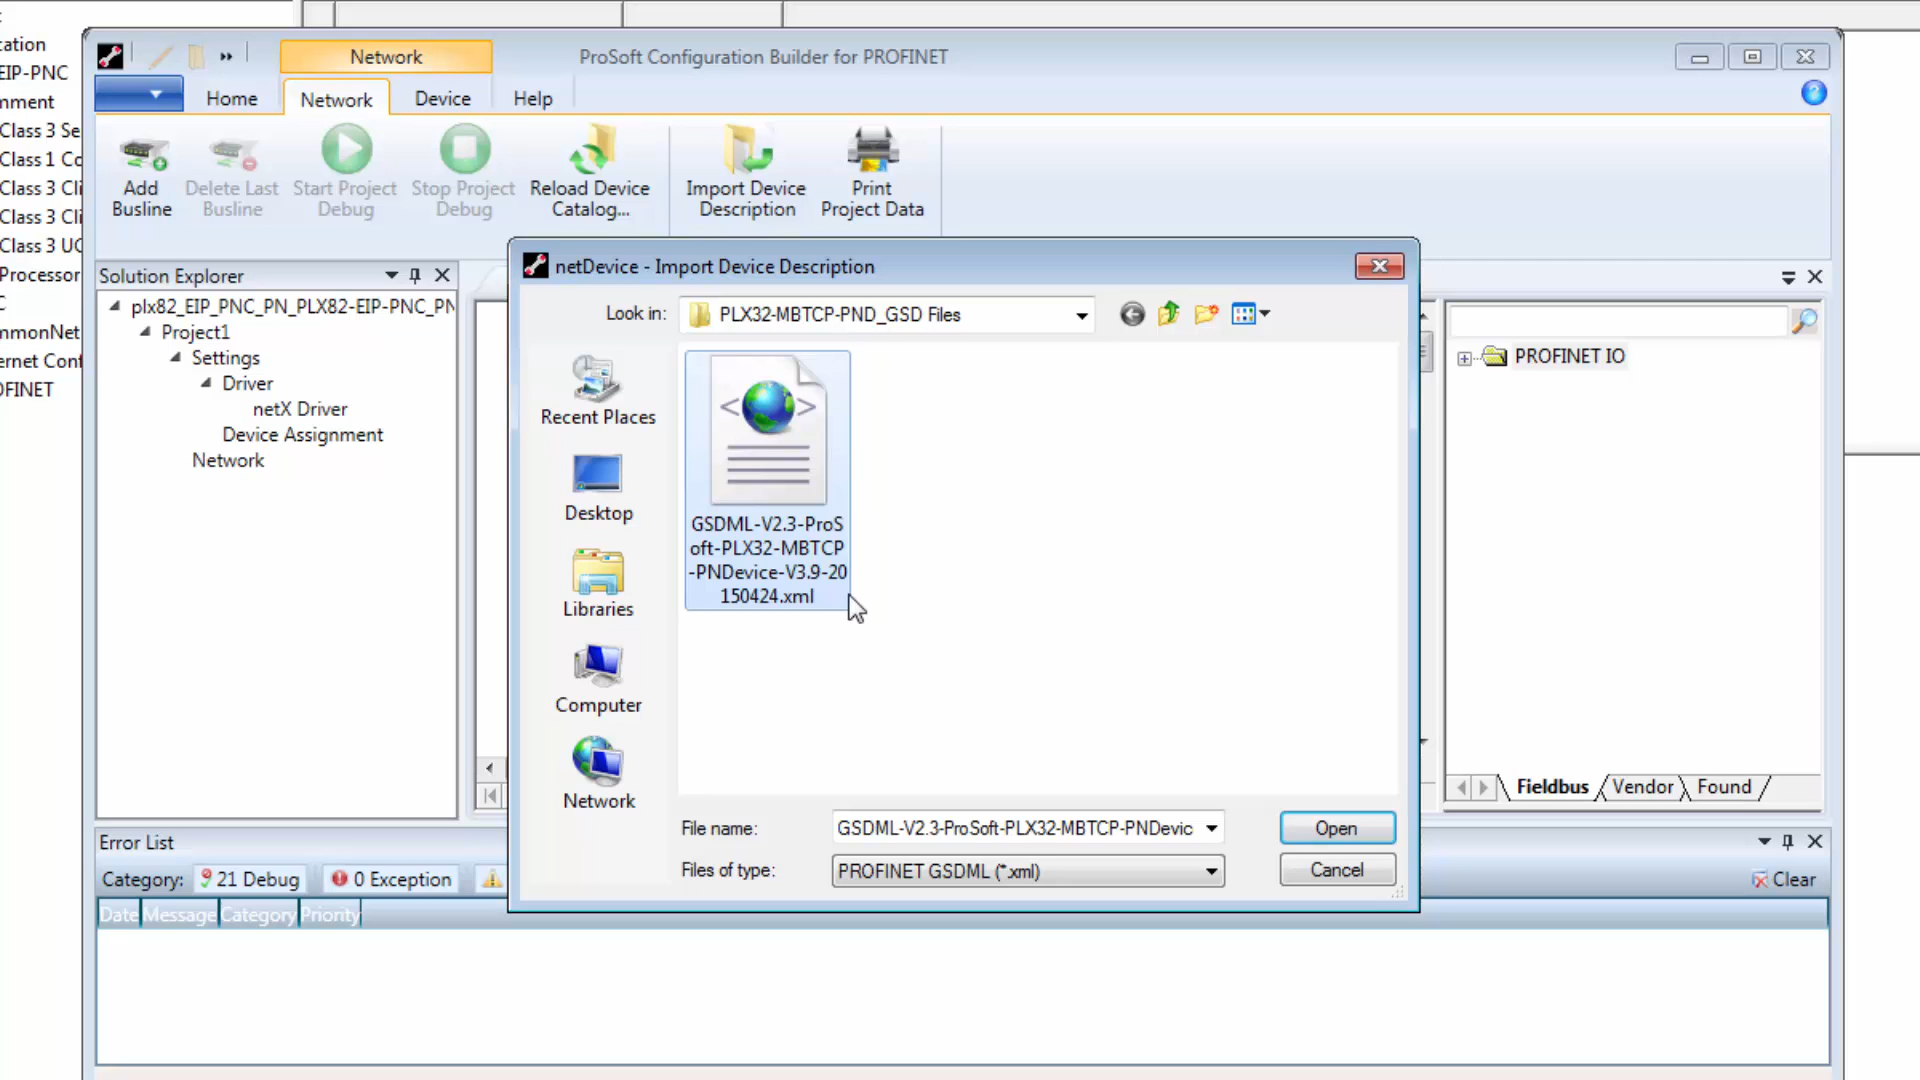 cation
EIP-PNC
mment
Class 3 Se
Class 1 Co
Class 3 Cli
Class 3 Cli
Class 3 UC
Processor
C
mmonNet
ernet Conf
OFINET
Network
ProSoft Configuration Builder for PROFINET
Home
Network
Device
Help
Add
Busline
Delete Last
Busline
Start Project
Debug
Stop Project
Debug
Reload Device
Catalog...
Import Device
Description
Print
Project Data
Solution Explorer
plx82_EIP_PNC_PN_PLX82-EIP-PNC_PN
Project1
Settings
Driver
netX Driver
Device Assignment
Network
netDevice - Import Device Description
Look in:
PLX32-MBTCP-PND_GSD Files
Recent Places
Desktop
Libraries
Computer
Network
GSDML-V2.3-ProS
oft-PLX32-MBTCP
-PNDevice-V3.9-20
150424.xml
File name:
GSDML-V2.3-ProSoft-PLX32-MBTCP-PNDevic
Open
Files of type:
PROFINET GSDML (*.xml)
Cancel
PROFINET IO
Fieldbus
Vendor
Found
Error List
Category:
21 Debug
0 Exception
Clear
Date
Message
Category
Priority